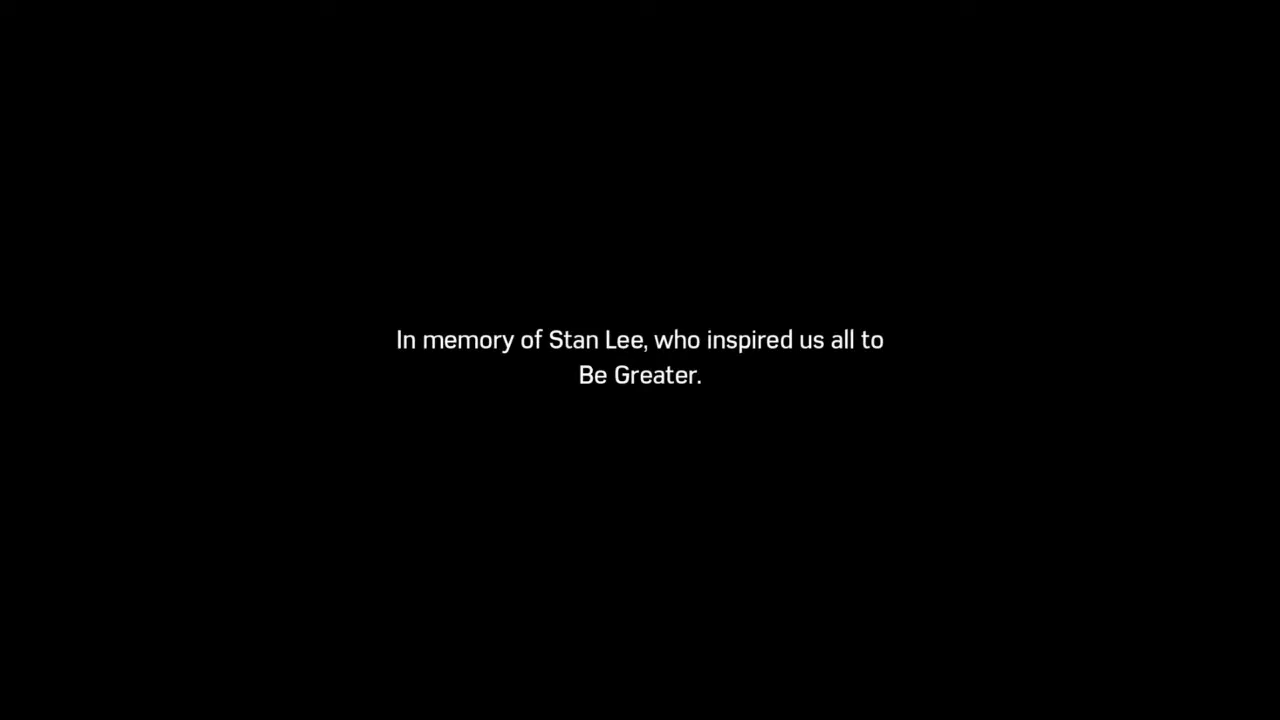 In memory of Stan Lee, who inspired us all to
Be Greater.